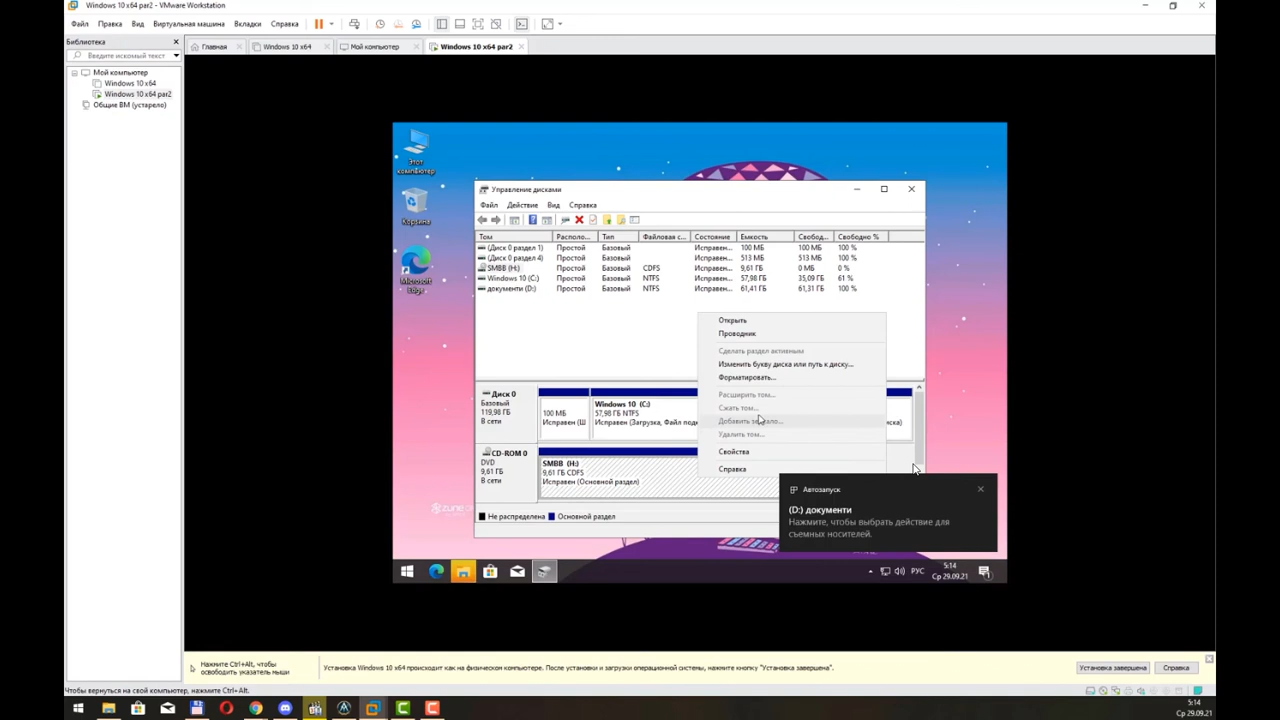 Windows 10 x64 par2 - VMware Workstation
Файл Правка Вид Виртуальная машина Вкладки Справка
Библиотека
Введите искомый текст
Мой компьютер
Windows 10 x64
Windows 10 x64 par2
Общие ВМ (устарело)
Главная Windows 10 x64 Мой компьютер Windows 10 x64 par2
Этот компьютер
Корзина
Microsoft Edge
Управление дисками
Файл Действие Вид Справка
Том Располо... Тип Файловая с... Состояние Емкость Свобод... Свободно %
(Диск 0 раздел 1) Простой Базовый Исправен... 100 МБ 100 МБ 100 %
(Диск 0 раздел 4) Простой Базовый Исправен... 513 МБ 513 МБ 100 %
SMBB (H:) Простой Базовый CDFS Исправен... 9,61 ГБ 0 МБ 0 %
Windows 10 (C:) Простой Базовый NTFS Исправен... 57,98 ГБ 35,09 ГБ 61 %
документи (D:) Простой Базовый NTFS Исправен... 61,41 ГБ 61,31 ГБ 100 %
Открыть
Проводник
Сделать раздел активным
Изменить букву диска или путь к диску...
Форматировать...
Расширить том...
Сжать том...
Удалить том...
Свойства
Справка
Диск 0
Базовый
119,98 ГБ
В сети
100 МБ
Исправен (Ш
Windows 10 (C:)
57,98 ГБ NTFS
Исправен (Загрузка, Файл под
CD-ROM 0
DVD
9,61 ГБ
В сети
SMBB (H:)
9,61 ГБ CDFS
Исправен (Основной раздел)
Не распределена Основной раздел
Автозапуск
(D:) документи
Нажмите, чтобы выбрать действие для
съемных носителей.
РУС
5:14
Ср 29.09.21
Нажмите Ctrl+Alt, чтобы
освободить указатель мыши
Установка Windows 10 x64 происходит как на физическом компьютере. После установки и загрузки операционной системы, нажмите кнопку "Установка завершена".
Установка завершена
Справка
Чтобы вернуться на свой компьютер, нажмите Ctrl+Alt.
5:14
Ср 29.09.21